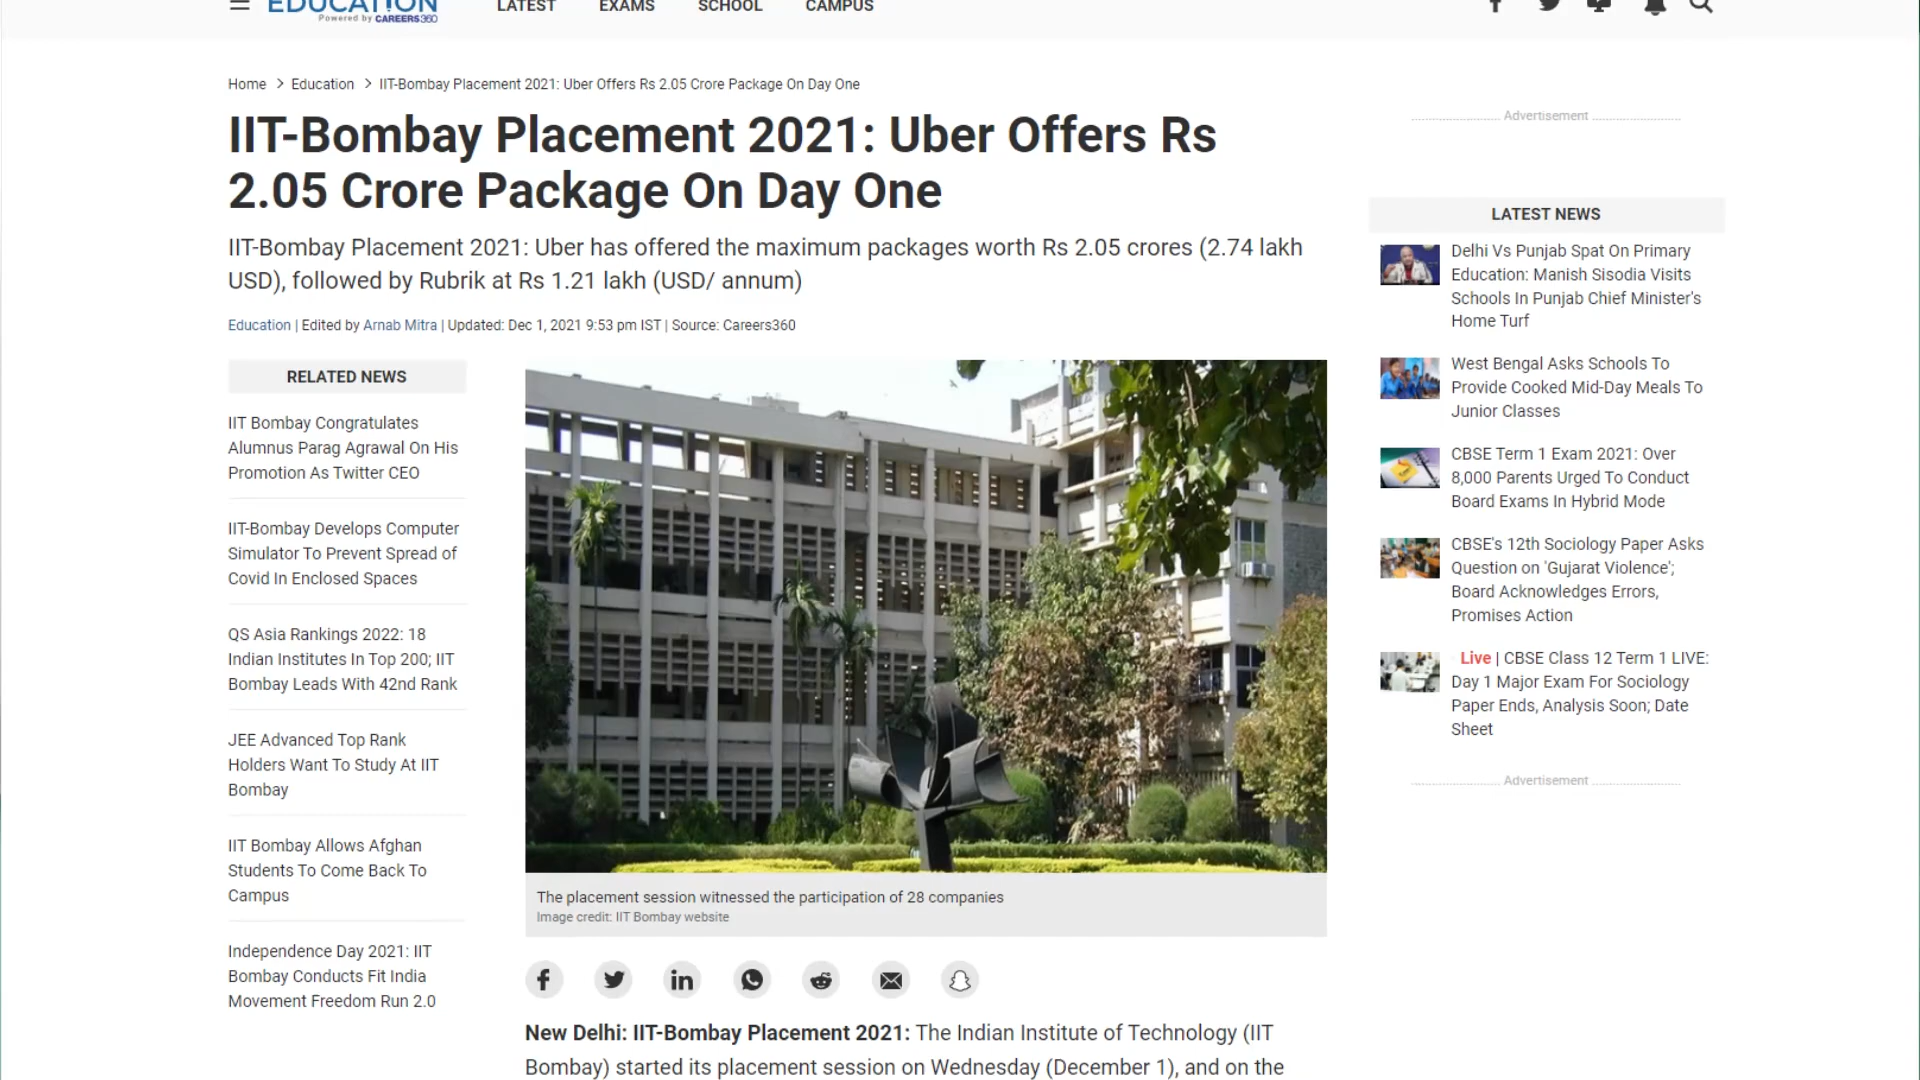 EDUCATION
Powered by CAREERS360
LATEST
EXAMS
SCHOOL
CAMPUS
Home > Education > IIT-Bombay Placement 2021: Uber Offers Rs 2.05 Crore Package On Day One
IIT-Bombay Placement 2021: Uber Offers Rs
2.05 Crore Package On Day One
IIT-Bombay Placement 2021: Uber has offered the maximum packages worth Rs 2.05 crores (2.74 lakh
USD), followed by Rubrik at Rs 1.21 lakh (USD/ annum)
Education | Edited by Arnab Mitra | Updated: Dec 1, 2021 9:53 pm IST | Source: Careers360
RELATED NEWS
IIT Bombay Congratulates
Alumnus Parag Agrawal On His
Promotion As Twitter CEO
IIT-Bombay Develops Computer
Simulator To Prevent Spread of
Covid In Enclosed Spaces
QS Asia Rankings 2022: 18
Indian Institutes In Top 200; IIT
Bombay Leads With 42nd Rank
JEE Advanced Top Rank
Holders Want To Study At IIT
Bombay
IIT Bombay Allows Afghan
Students To Come Back To
Campus
Independence Day 2021: IIT
Bombay Conducts Fit India
Movement Freedom Run 2.0
The placement session witnessed the participation of 28 companies
Image credit: IIT Bombay website
New Delhi: IIT-Bombay Placement 2021: The Indian Institute of Technology (IIT
Bombay) started its placement session on Wednesday (December 1), and on the
Advertisement
LATEST NEWS
Delhi Vs Punjab Spat On Primary
Education: Manish Sisodia Visits
Schools In Punjab Chief Minister's
Home Turf
West Bengal Asks Schools To
Provide Cooked Mid-Day Meals To
Junior Classes
CBSE Term 1 Exam 2021: Over
8,000 Parents Urged To Conduct
Board Exams In Hybrid Mode
CBSE's 12th Sociology Paper Asks
Question on 'Gujarat Violence';
Board Acknowledges Errors,
Promises Action
Live | CBSE Class 12 Term 1 LIVE:
Day 1 Major Exam For Sociology
Paper Ends, Analysis Soon; Date
Sheet
Advertisement